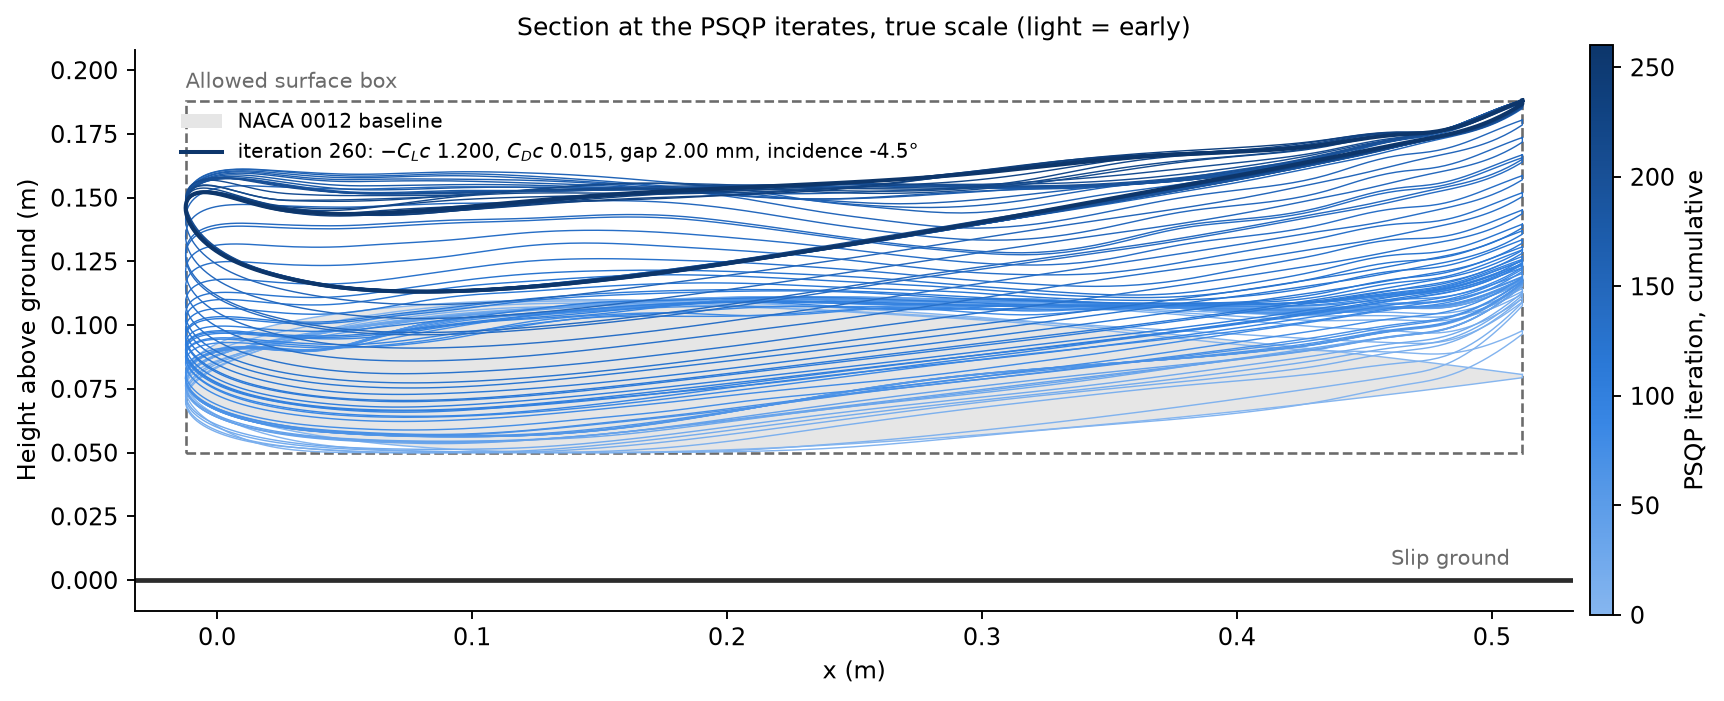 Section at the PSQP iterates, true scale (light = early)
Allowed surface box
NACA 0012 baseline
iteration 260: −C_Lc 1.200, C_Dc 0.015, gap 2.00 mm, incidence -4.5°
Slip ground
Height above ground (m)
0.200
0.175
0.150
0.125
0.100
0.075
0.050
0.025
0.000
0.0 0.1 0.2 0.3 0.4 0.5
x (m)
250
200
150
100
50
0
PSQP iteration, cumulative